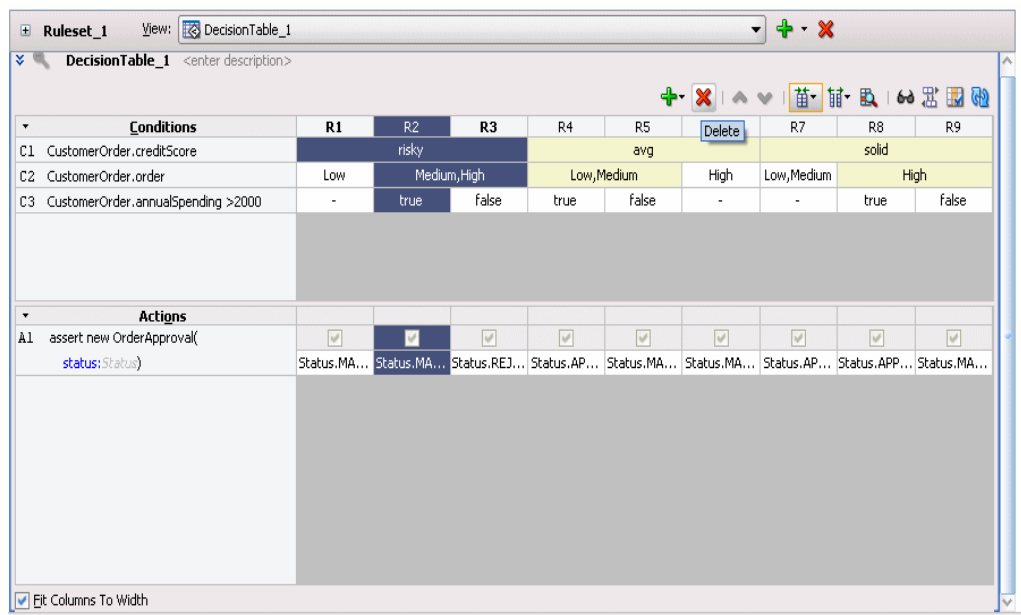 Ruleset_1 View: DecisionTable_1
DecisionTable_1 <enter description>
Conditions R1 R2 R3 R4 R5 Delete R7 R8 R9
C1 CustomerOrder.creditScore risky avg solid
C2 CustomerOrder.order Low Medium,High Low,Medium High Low,Medium High
C3 CustomerOrder.annualSpending >2000 - true false true false - - true false
Actions
A1 assert new OrderApproval(
status:Status) Status.MA... Status.MA... Status.REJ... Status.AP... Status.MA... Status.MA... Status.AP... Status.APP... Status.MA...
Fit Columns To Width